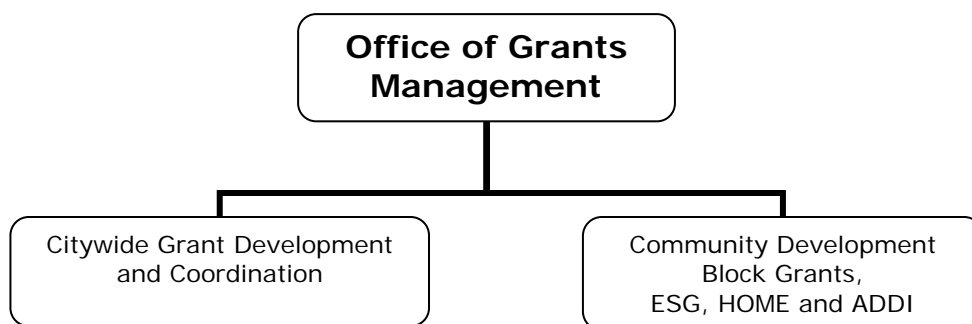 Office of Grants
Management
Citywide Grant Development
and Coordination
Community Development
Block Grants,
ESG, HOME and ADDI